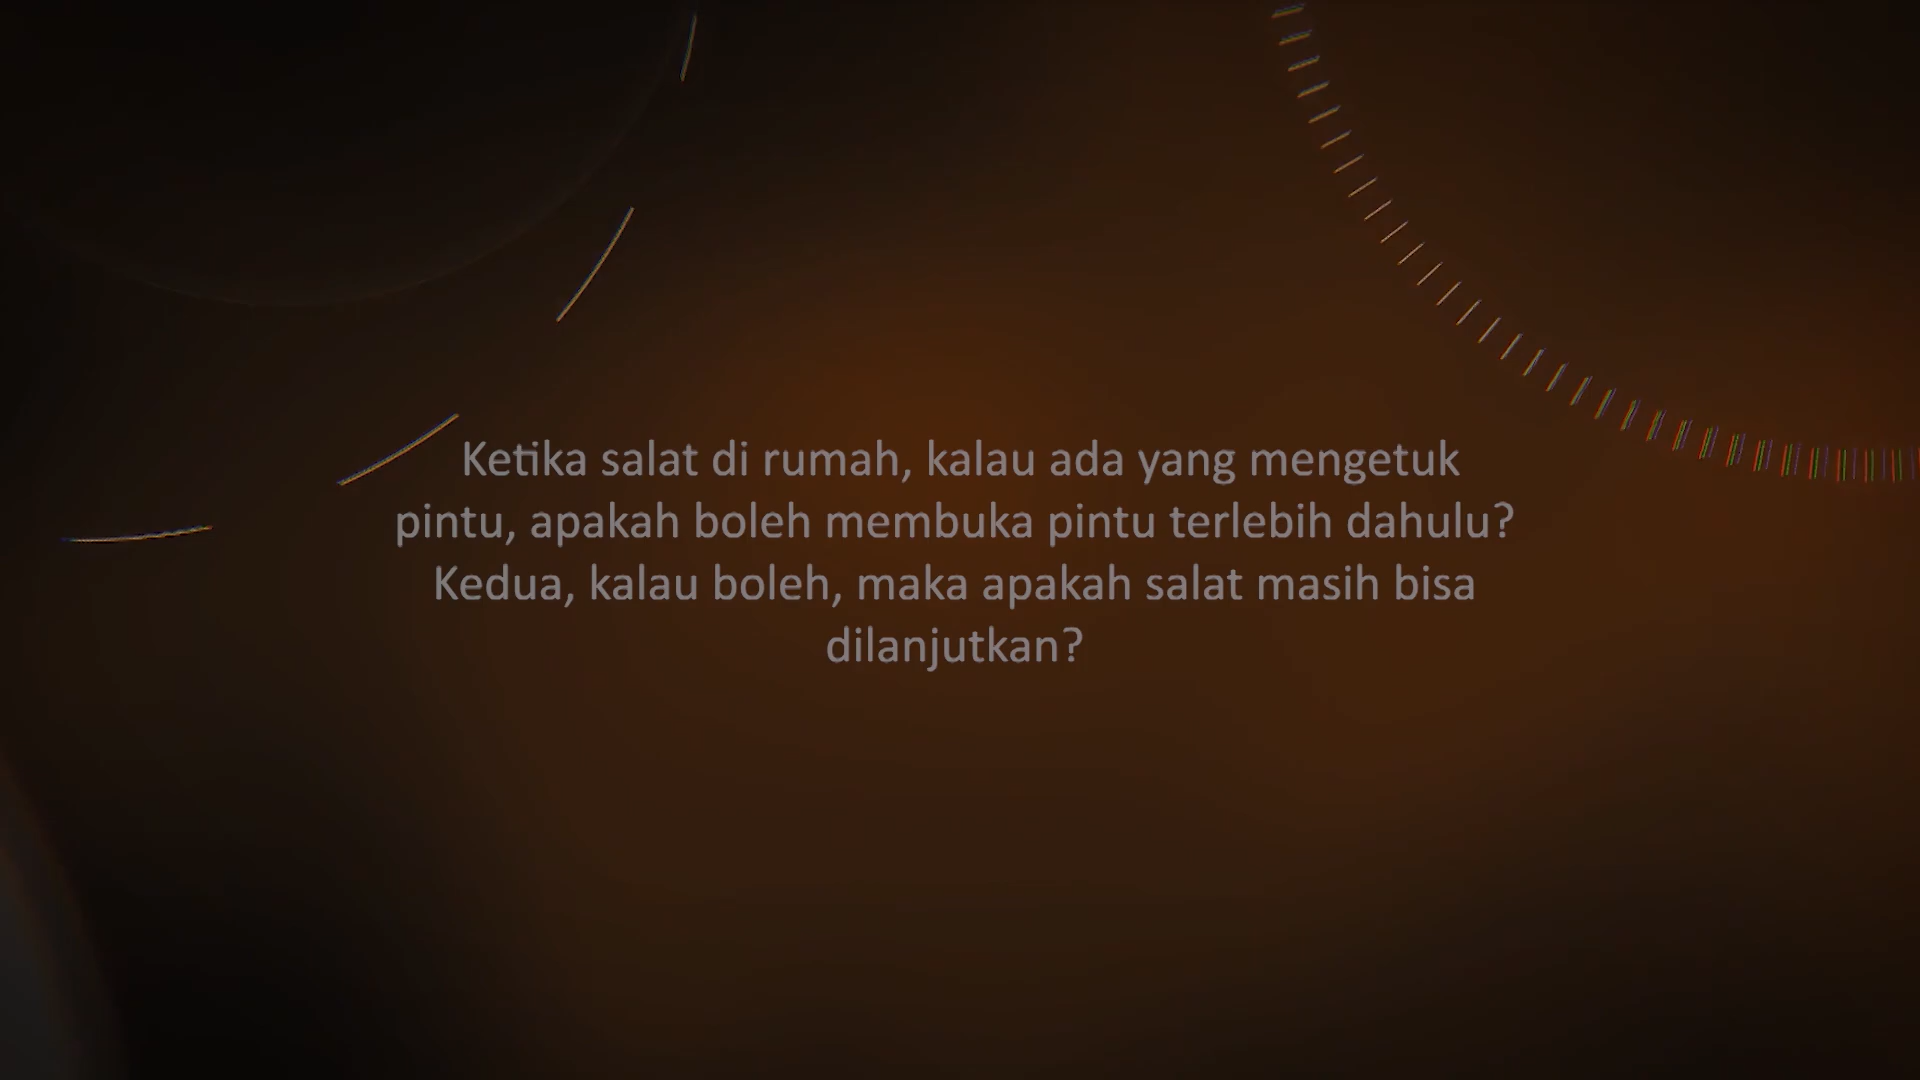 Ketika salat di rumah, kalau ada yang mengetuk
pintu, apakah boleh membuka pintu terlebih dahulu?
Kedua, kalau boleh, maka apakah salat masih bisa
dilanjutkan?